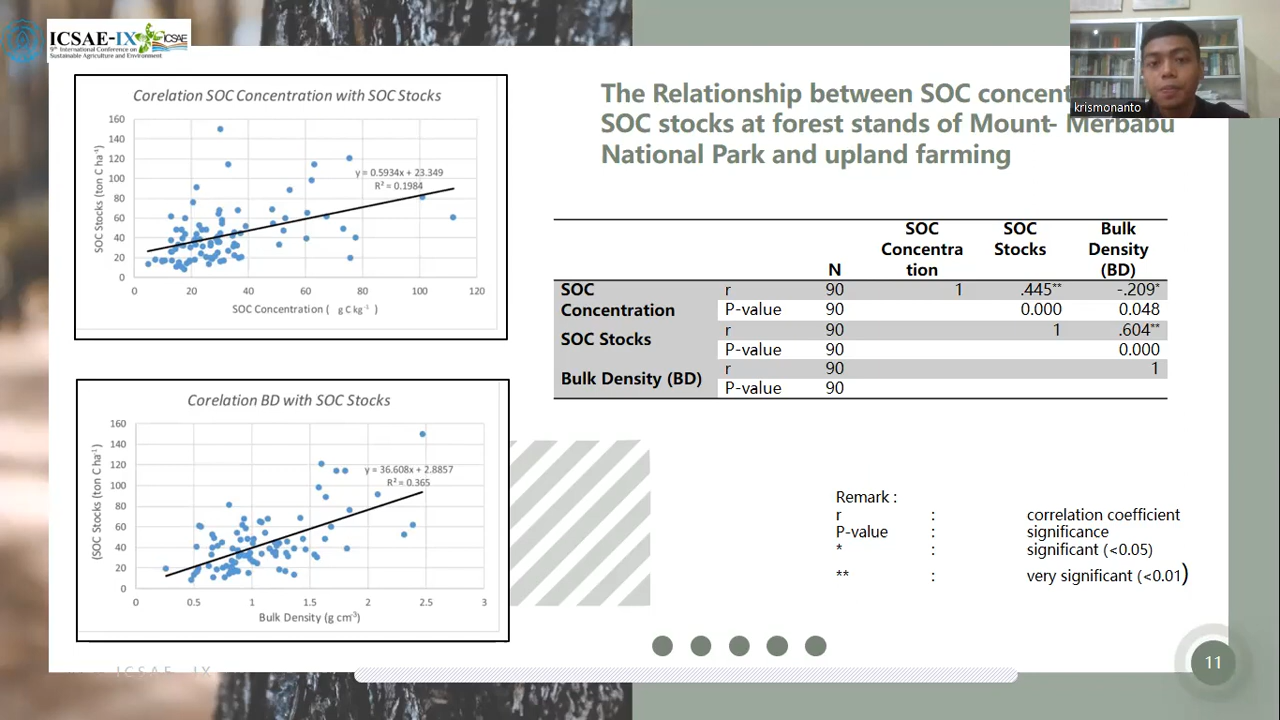 ICSAE-IX
9th International Conference on
Sustainable Agriculture and Environment
ICSAE
krismonanto
The Relationship between SOC concent
SOC stocks at forest stands of Mount- Merbabu
National Park and upland farming
Corelation SOC Concentration with SOC Stocks
160
140
120
100
80
60
40
20
0
SOC Stocks (ton C ha⁻¹)
y = 0.5934x + 23.349
R² = 0.1984
0 20 40 60 80 100 120
SOC Concentration ( g C kg⁻¹ )
SOC Concentration SOC Stocks Bulk Density (BD)
N
SOC Concentration r 90 1 .445** -.209*
P-value 90 0.000 0.048
SOC Stocks r 90 1 .604**
P-value 90 0.000
Bulk Density (BD) r 90 1
P-value 90
Corelation BD with SOC Stocks
160
140
120
100
80
60
40
20
0
(SOC Stocks (ton C ha⁻¹)
y = 36.608x + 2.8857
R² = 0.365
0 0.5 1 1.5 2 2.5 3
Bulk Density (g cm⁻³)
Remark :
r : correlation coefficient
P-value : significance
* : significant (<0.05)
** : very significant (<0.01)
ICSAE-IX
11